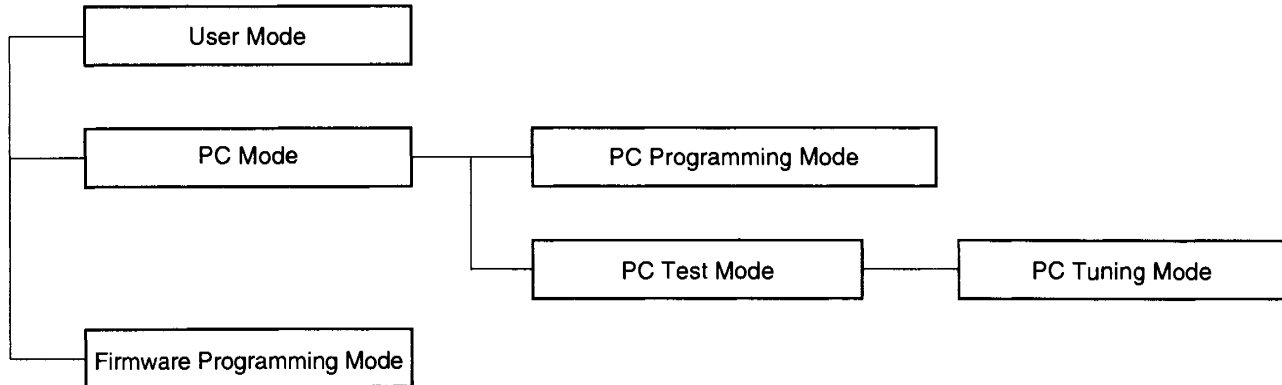 User Mode
PC Mode
PC Programming Mode
PC Test Mode
PC Tuning Mode
Firmware Programming Mode